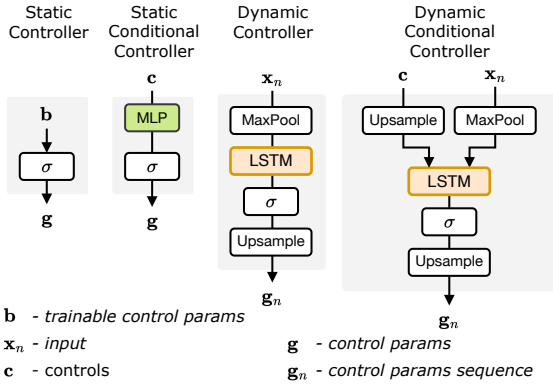 Static
Controller
b
σ
g
Static
Conditional
Controller
c
MLP
σ
g
Dynamic
Controller
xₙ
MaxPool
LSTM
σ
Upsample
gₙ
Dynamic
Conditional
Controller
c xₙ
Upsample MaxPool
LSTM
σ
Upsample
gₙ
b - trainable control params
xₙ - input
c - controls
g - control params
gₙ - control params sequence